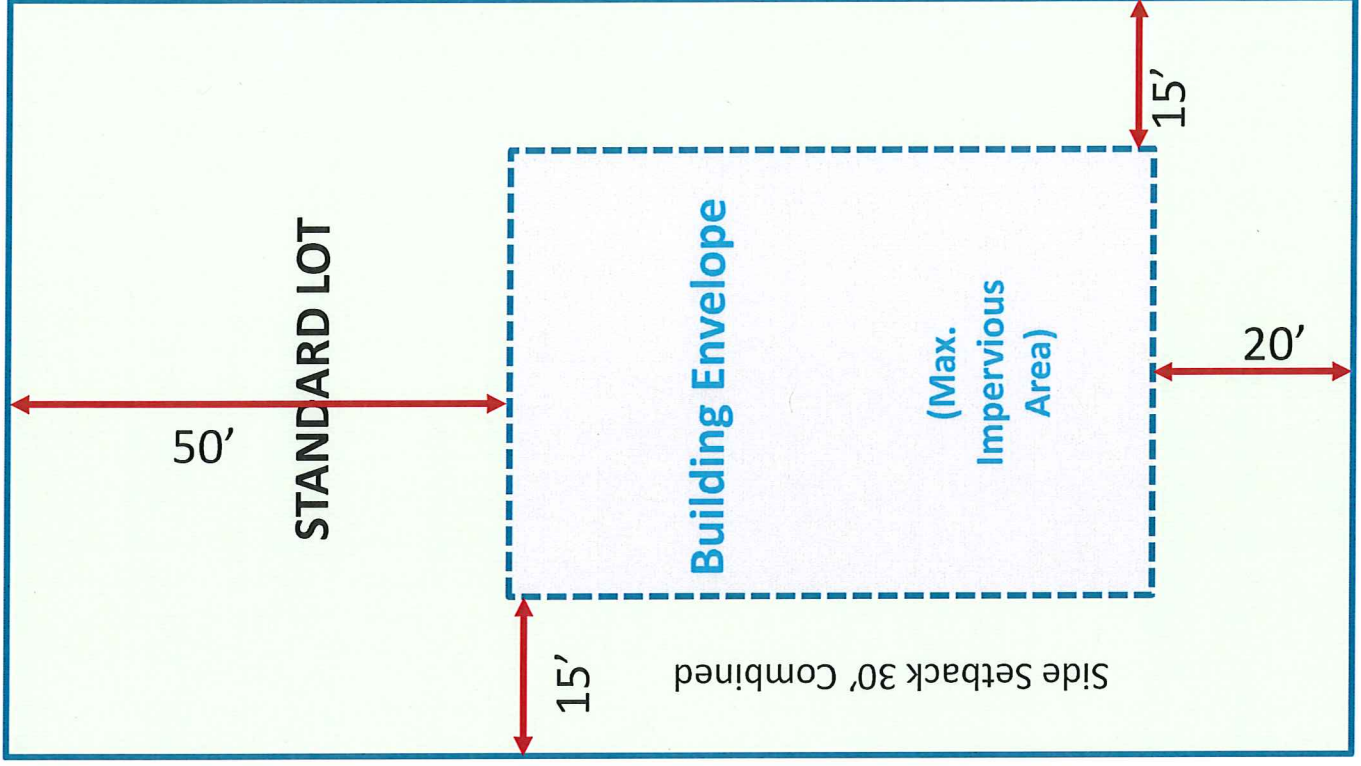 50’
STANDARD LOT
Building Envelope
(Max.
Impervious
Area)
15’
15’
Side Setback 30’ Combined
20’